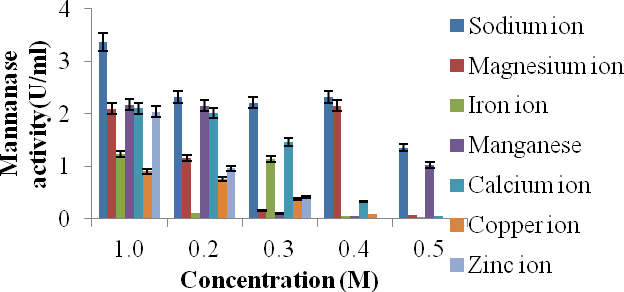 Mannanase
activity(U/ml)
4
3
2
1
0
1.0 0.2 0.3 0.4 0.5
Concentration (M)
Sodium ion
Magnesium ion
Iron ion
Manganese
Calcium ion
Copper ion
Zinc ion